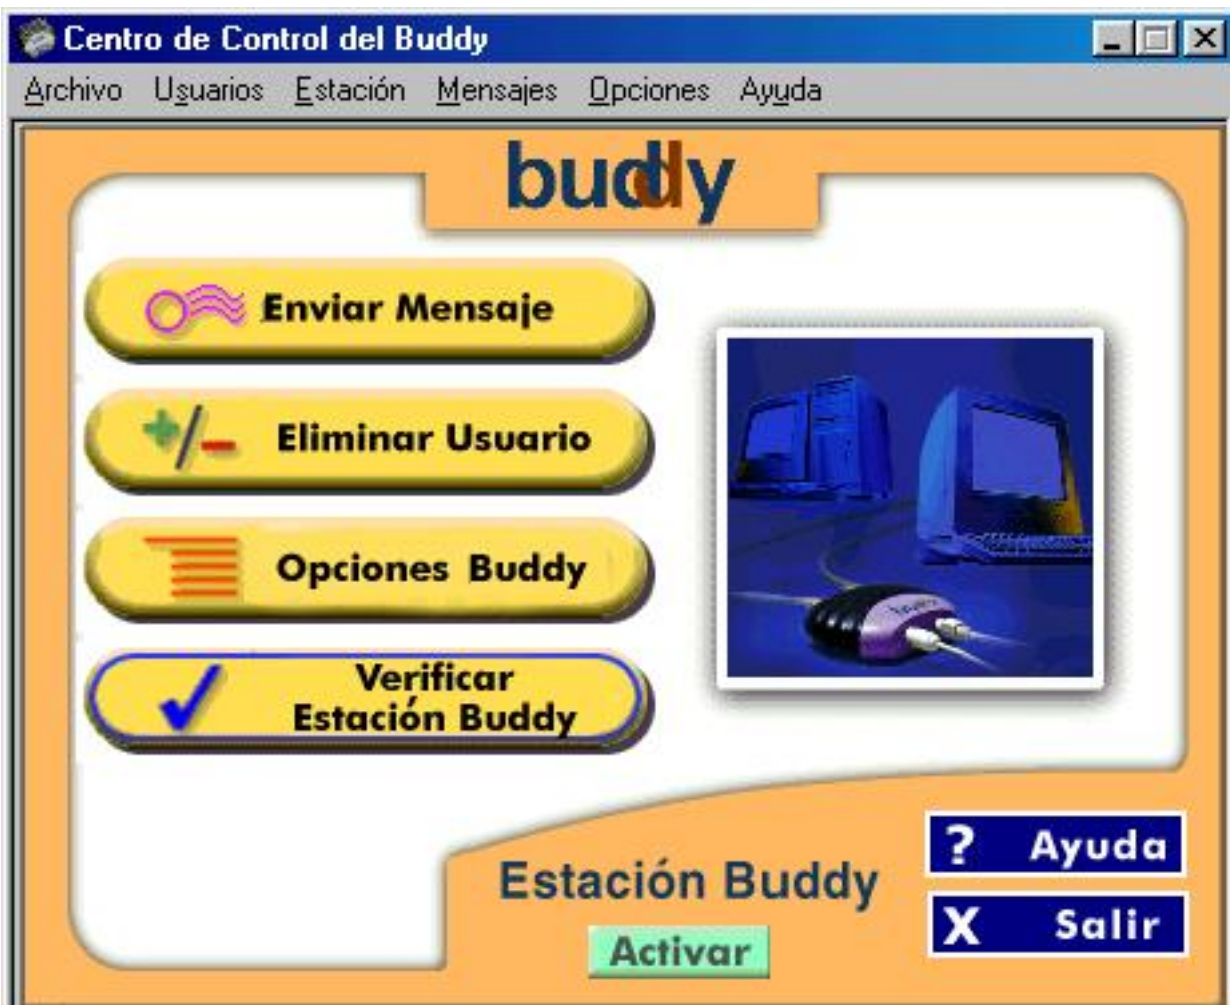 Centro de Control del Buddy
Archivo Usuarios Estación Mensajes Opciones Ayuda
buddy
Enviar Mensaje
+/- Eliminar Usuario
Opciones Buddy
Verificar
Estación Buddy
Estación Buddy
Activar
? Ayuda
X Salir